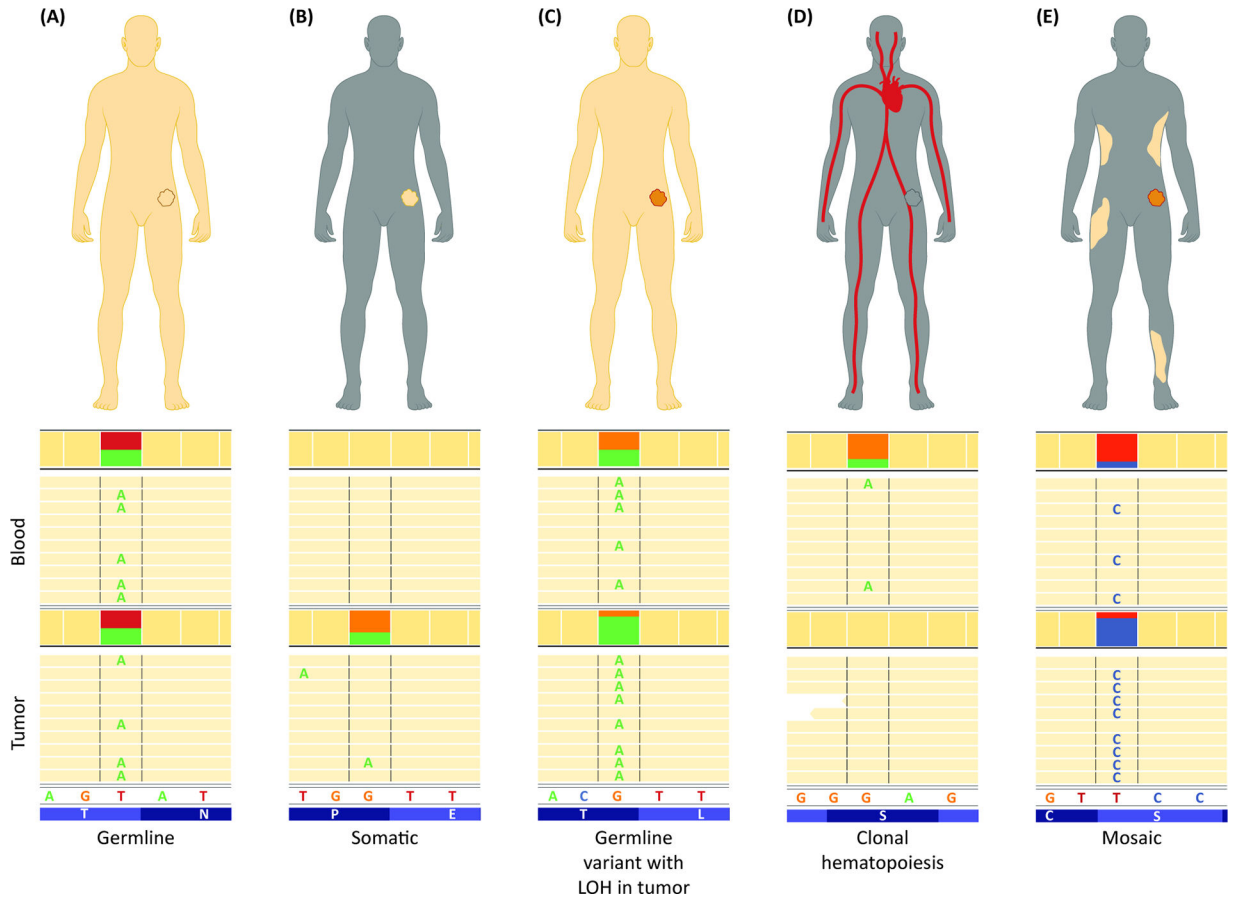 (A)
Blood
A
A
A
A
A
Tumor
A
A
A
A
A G T A T
T N
Germline
(B)
A
A
T G G T T
P E
Somatic
(C)
A
A
A
A
A
A
A
A
A
A
A
A
A
A C G T T
T L
Germline
variant with
LOH in tumor
(D)
A
A
G G G A G
S
Clonal
hematopoiesis
(E)
C
C
C
C
C
C
C
C
C
C
C
G T T C C
C S
Mosaic